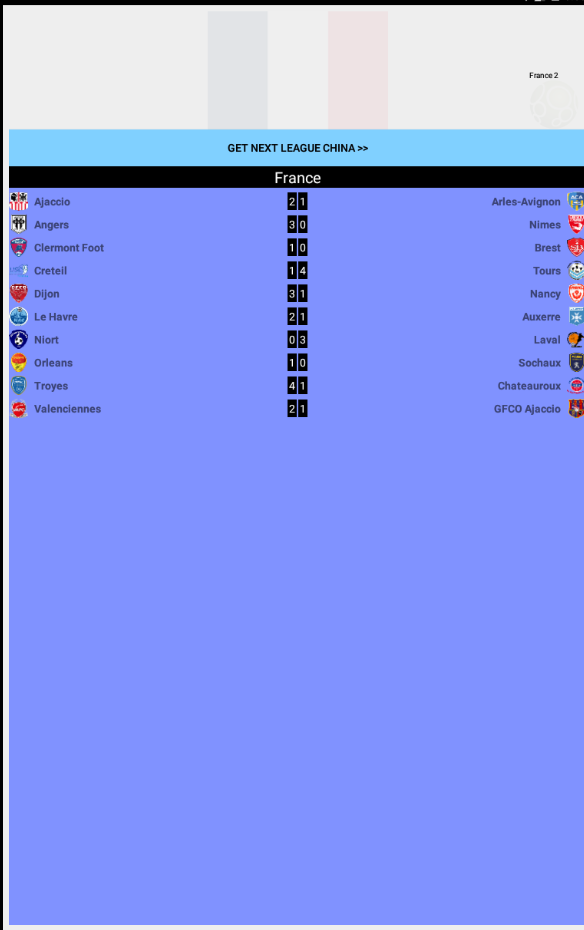 France 2
GET NEXT LEAGUE CHINA >>
France
Ajaccio 2 1 Arles-Avignon
Angers 3 0 Nimes
Clermont Foot 1 0 Brest
Creteil 1 4 Tours
Dijon 3 1 Nancy
Le Havre 2 1 Auxerre
Niort 0 3 Laval
Orleans 1 0 Sochaux
Troyes 4 1 Chateauroux
Valenciennes 2 1 GFCO Ajaccio